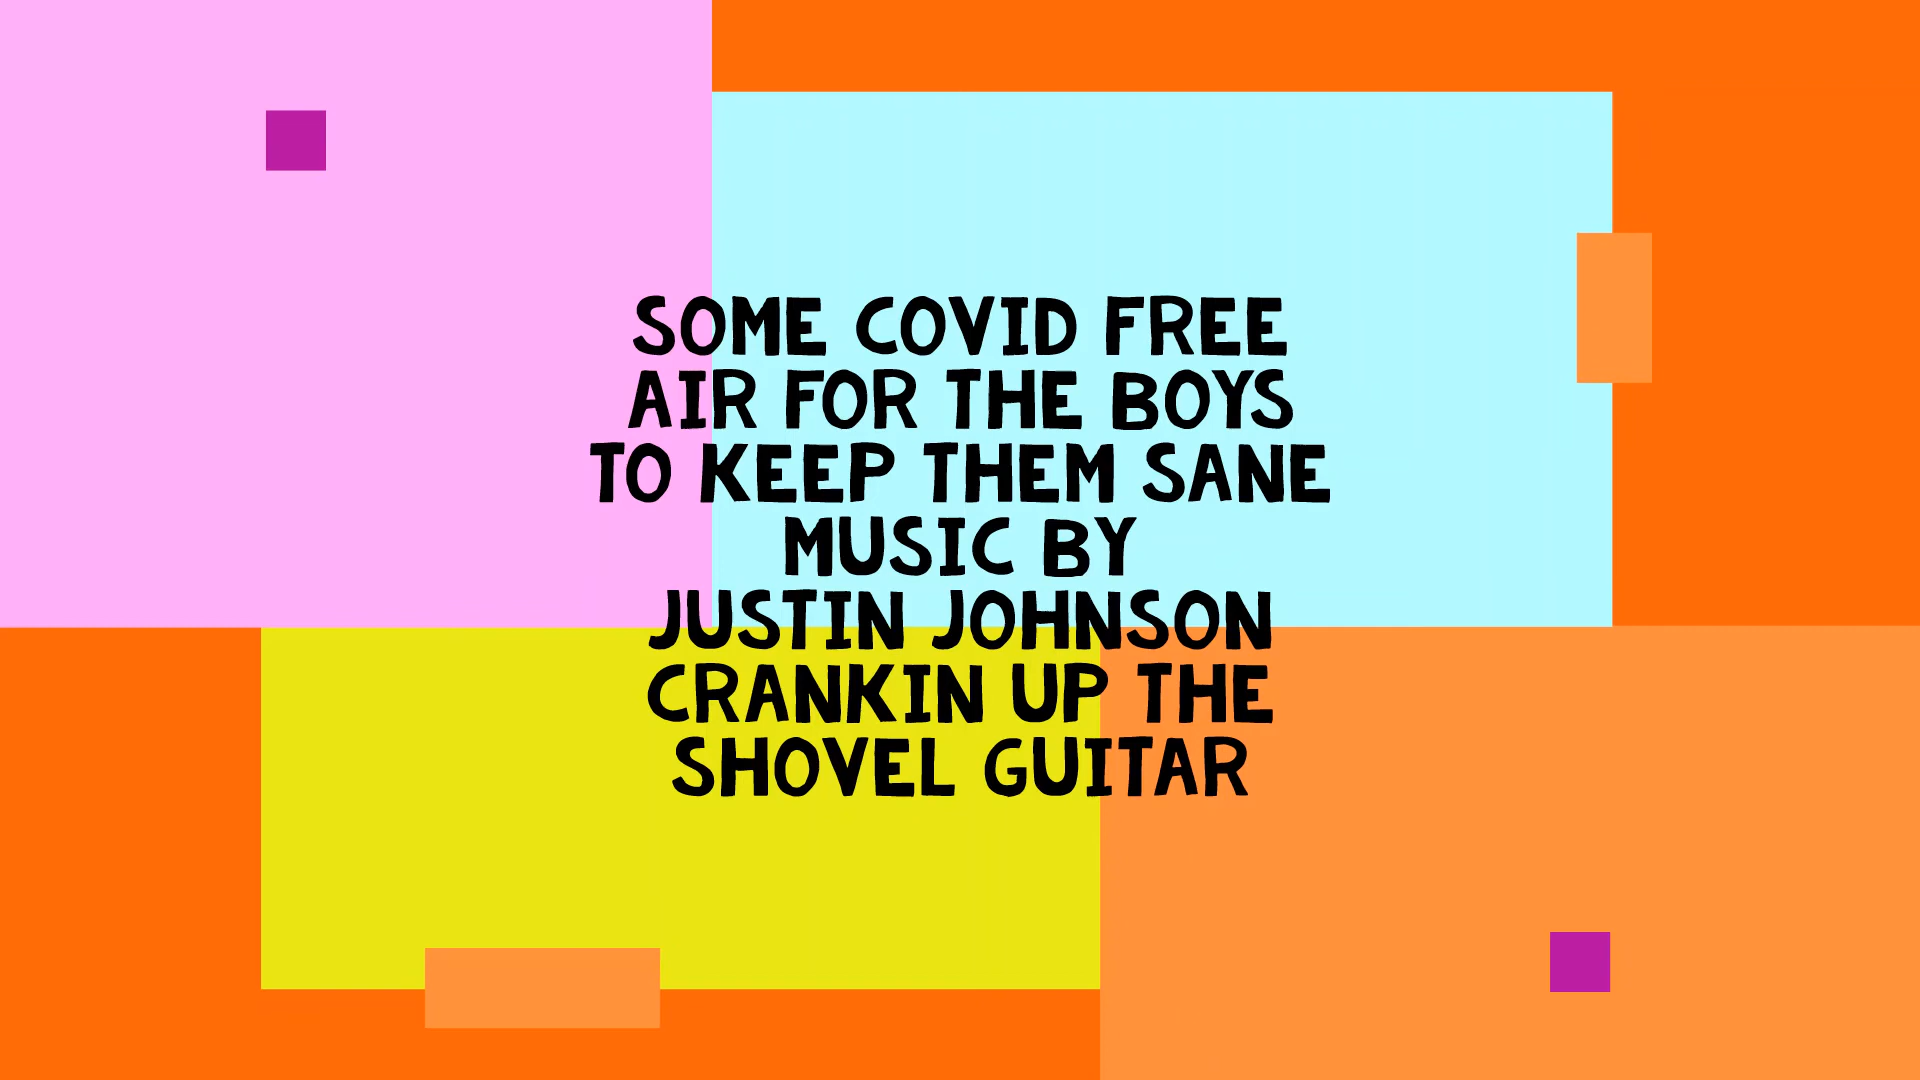 SOME COVID FREE
AIR FOR THE BOYS
TO KEEP THEM SANE
MUSIC BY
JUSTIN JOHNSON
CRANKIN UP THE
SHOVEL GUITAR